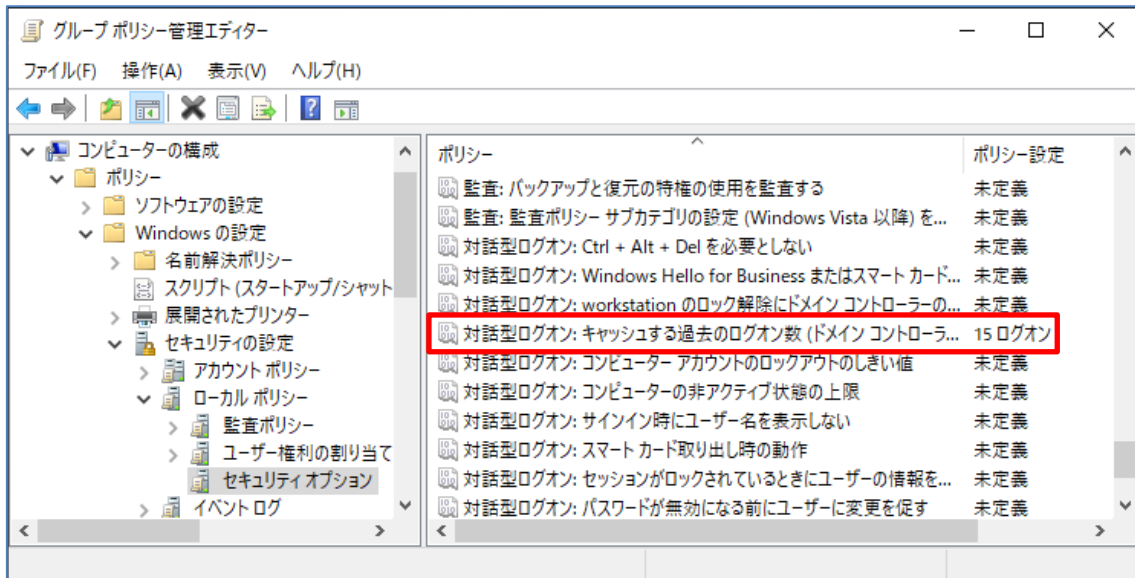 グループ ポリシー管理エディター
ファイル(F) 操作(A) 表示(V) ヘルプ(H)
コンピューターの構成
ポリシー
ソフトウェアの設定
Windows の設定
名前解決ポリシー
スクリプト (スタートアップ/シャット
展開されたプリンター
セキュリティの設定
アカウント ポリシー
ローカル ポリシー
監査ポリシー
ユーザー権利の割り当て
セキュリティ オプション
イベント ログ
ポリシー ポリシー設定
監査: バックアップと復元の特権の使用を監査する 未定義
監査: 監査ポリシー サブカテゴリの設定 (Windows Vista 以降) を... 未定義
対話型ログオン: Ctrl + Alt + Del を必要としない 未定義
対話型ログオン: Windows Hello for Business またはスマート カード... 未定義
対話型ログオン: workstation のロック解除にドメイン コントローラーの... 未定義
対話型ログオン: キャッシュする過去のログオン数 (ドメイン コントローラ... 15 ログオン
対話型ログオン: コンピューター アカウントのロックアウトのしきい値 未定義
対話型ログオン: コンピューターの非アクティブ状態の上限 未定義
対話型ログオン: サインイン時にユーザー名を表示しない 未定義
対話型ログオン: スマート カード取り出し時の動作 未定義
対話型ログオン: セッションがロックされているときにユーザーの情報を... 未定義
対話型ログオン: パスワードが無効になる前にユーザーに変更を促す 未定義